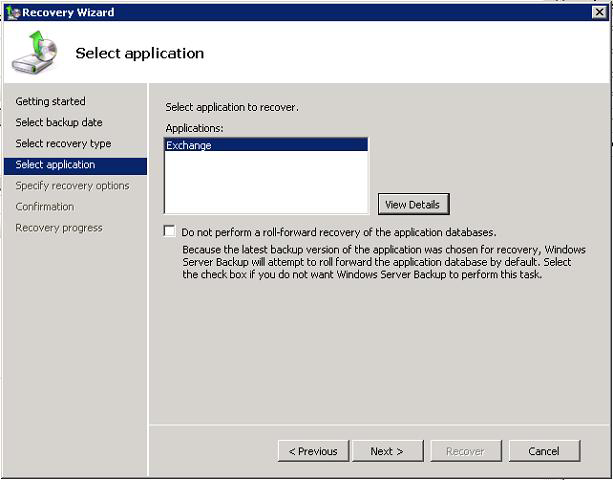 Recovery Wizard
Select application
Getting started
Select backup date
Select recovery type
Select application
Specify recovery options
Confirmation
Recovery progress
Select application to recover.
Applications:
Exchange
View Details
Do not perform a roll-forward recovery of the application databases.
Because the latest backup version of the application was chosen for recovery, Windows
Server Backup will attempt to roll forward the application database by default. Select
the check box if you do not want Windows Server Backup to perform this task.
< Previous
Next >
Recover
Cancel